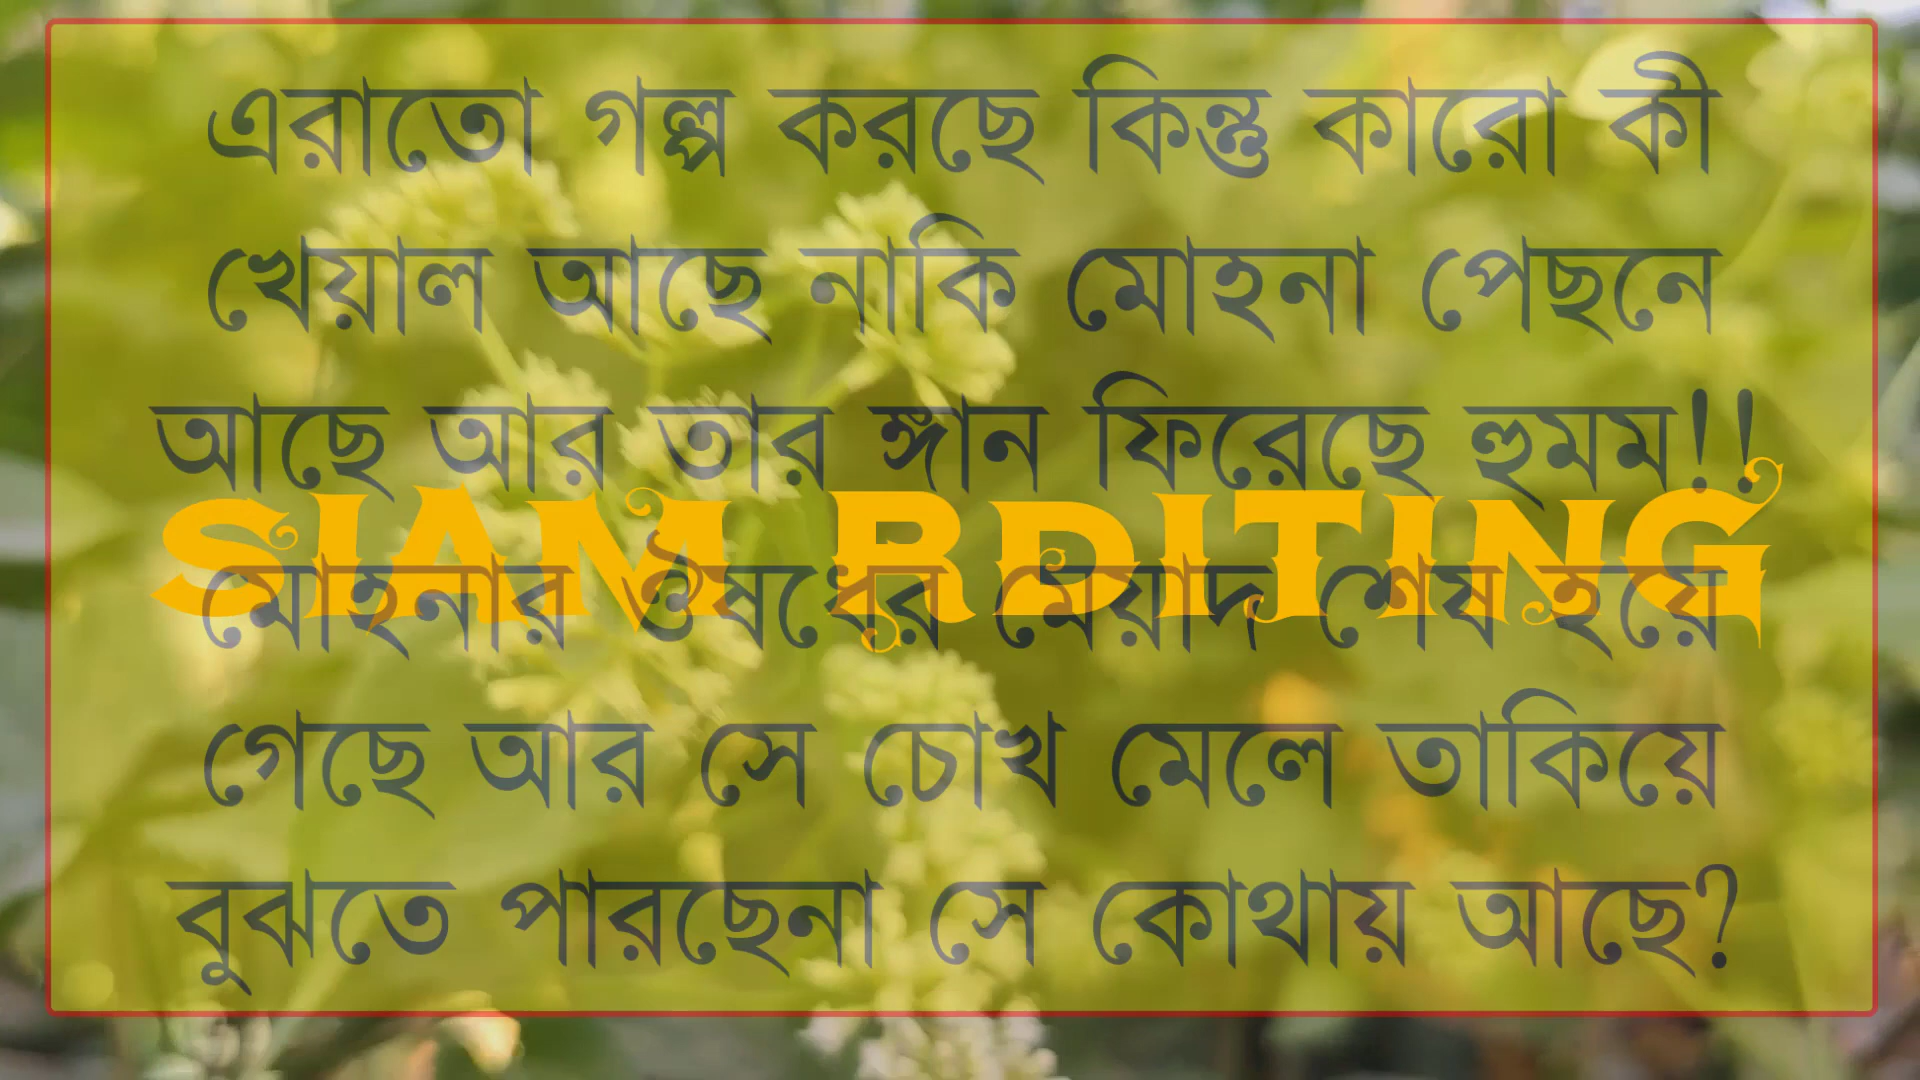 এরাতো গল্প করছে কিন্তু কারো কী
খেয়াল আছে নাকি মোহনা পেছনে
আছে আর তার ঙ্গান ফিরেছে হুমম!!
SIAM RDITING
মোহনার ঔষধের মেয়াদ শেষ হয়ে
গেছে আর সে চোখ মেলে তাকিয়ে
বুঝতে পারছেনা সে কোথায় আছে?